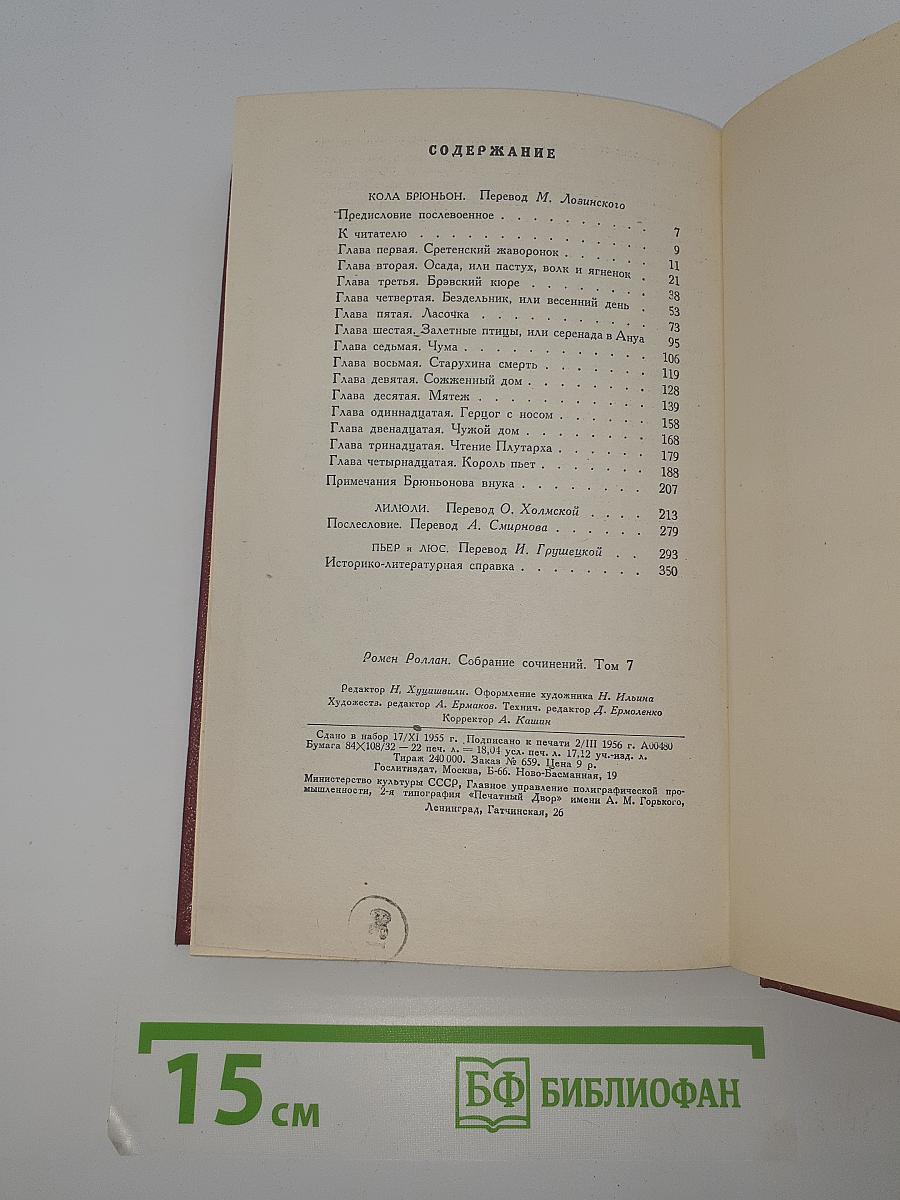 СОДЕРЖАНИЕ
КОЛА БРЮНЬОН. Перевод М. Лозинского
Предисловие послевоенное . . . . . . . . . . 7
К читателю . . . . . . . . . . . . . . . 9
Глава первая. Сретенский жаворонок . . . . . . 11
Глава вторая. Осада, или пастух, волк и ягненок . 21
Глава третья. Брэвский кюре . . . . . . . . 38
Глава четвертая. Бездельник, или весенний день . 53
Глава пятая. Ласочка . . . . . . . . . . . 73
Глава шестая. Залетные птицы, или серенада в Ануа 95
Глава седьмая. Чума . . . . . . . . . . . 106
Глава восьмая. Старухина смерть . . . . . . . 119
Глава девятая. Сожженный дом . . . . . . . . 128
Глава десятая. Мятеж . . . . . . . . . . . 139
Глава одиннадцатая. Герцог с носом . . . . . . 158
Глава двенадцатая. Чужой дом . . . . . . . . 168
Глава тринадцатая. Чтение Плутарха . . . . . . 179
Глава четырнадцатая. Король пьет . . . . . . . 188
Примечания Брюньонова внука . . . . . . . . 207
ЛИЛЮЛИ. Перевод О. Холмской . . . . 213
Послесловие. Перевод А. Смирнова . . . . . . 279
ПЬЕР и ЛЮС. Перевод И. Грушецкой . . 293
Историко-литературная справка . . . . . . . . 350
Ромен Роллан. Собрание сочинений. Том 7
Редактор Н. Хуцишвили. Оформление художника Н. Ильина
Художеств. редактор А. Ермаков. Технич. редактор Д. Ермоленко
Корректор А. Кашин
Сдано в набор 17/XI 1955 г. Подписано к печати 2/III 1956 г. А00480
Бумага 84×108/32 — 22 печ. л. = 18,04 усл. печ. л. 17,12 уч.-изд. л.
Тираж 240 000. Заказ № 659. Цена 9 р.
Гослитиздат, Москва, Б-66. Ново-Басманная, 19
Министерство культуры СССР, Главное управление полиграфической про-
мышленности, 2-я типография «Печатный Двор» имени А. М. Горького,
Ленинград, Гатчинская, 26
15 см
БФ БИБЛИОФАН